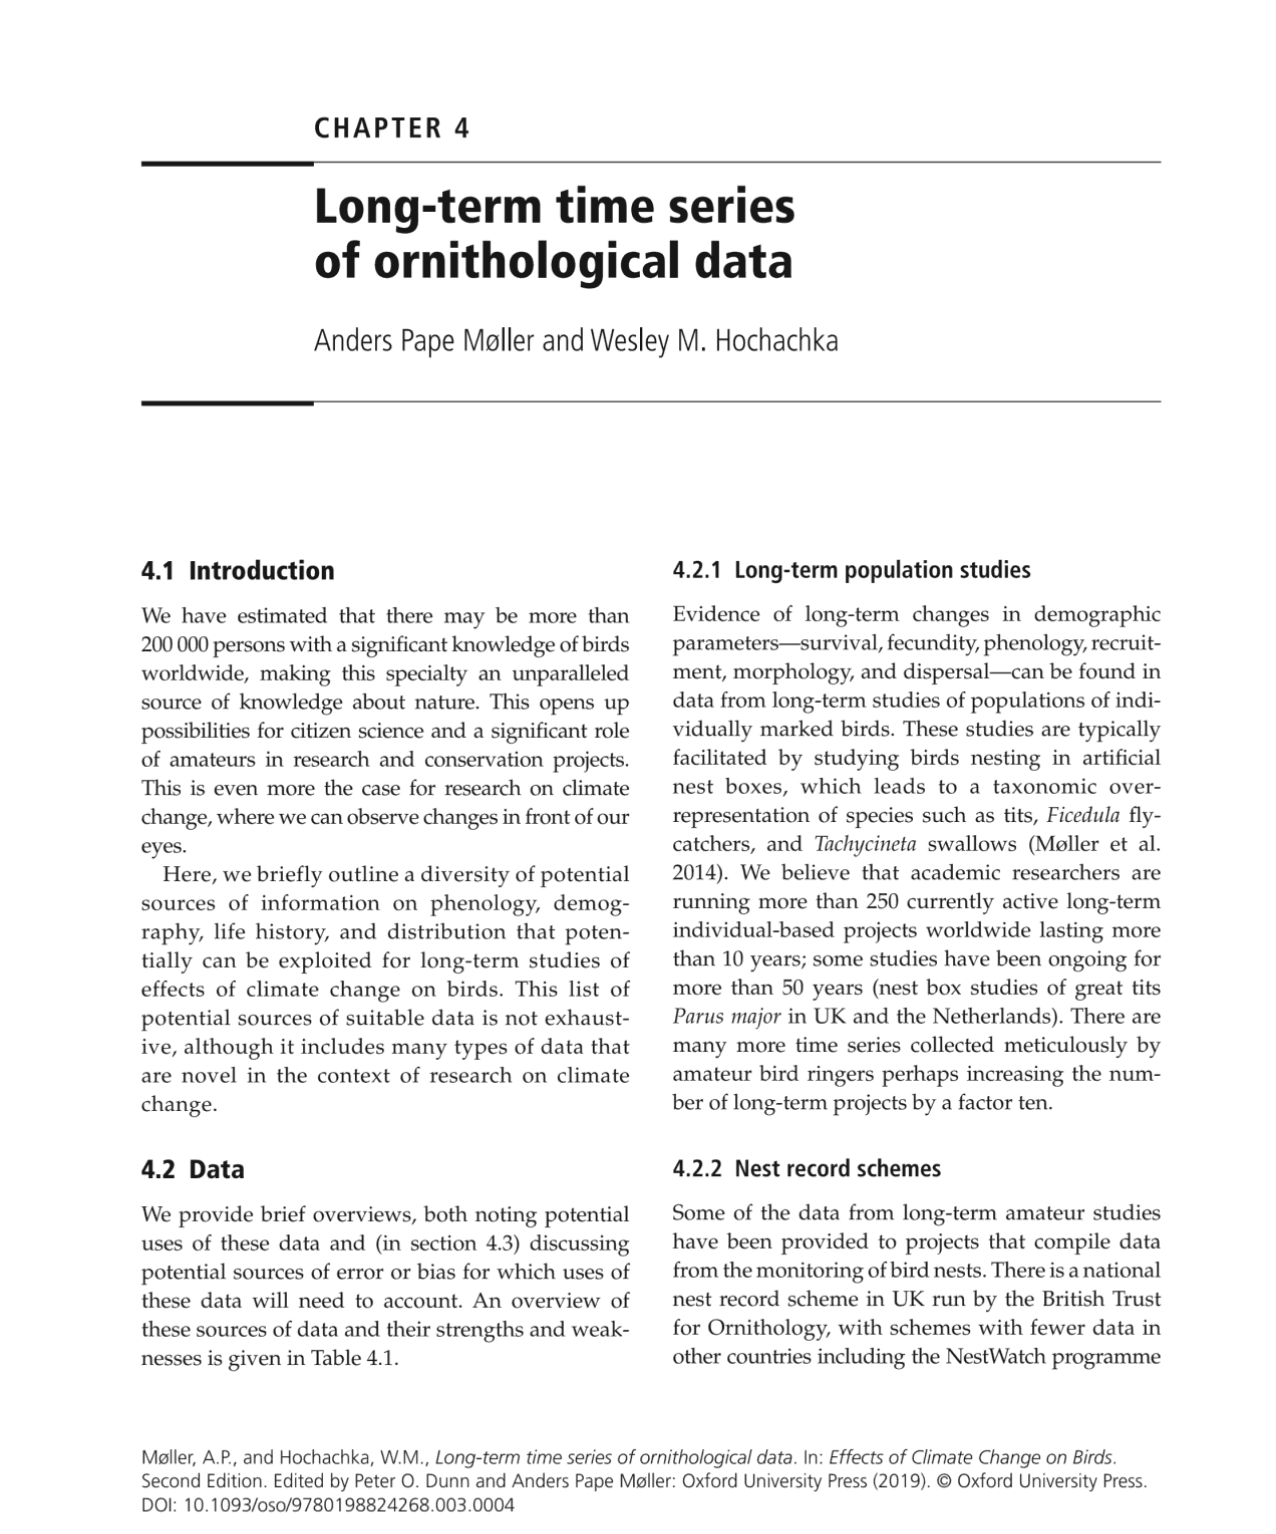 CHAPTER 4
Long-term time series
of ornithological data
Anders Pape Møller and Wesley M. Hochachka
4.1 Introduction
We have estimated that there may be more than
200 000 persons with a significant knowledge of birds
worldwide, making this specialty an unparalleled
source of knowledge about nature. This opens up
possibilities for citizen science and a significant role
of amateurs in research and conservation projects.
This is even more the case for research on climate
change, where we can observe changes in front of our
eyes.
Here, we briefly outline a diversity of potential
sources of information on phenology, demog-
raphy, life history, and distribution that poten-
tially can be exploited for long-term studies of
effects of climate change on birds. This list of
potential sources of suitable data is not exhaust-
ive, although it includes many types of data that
are novel in the context of research on climate
change.
4.2 Data
We provide brief overviews, both noting potential
uses of these data and (in section 4.3) discussing
potential sources of error or bias for which uses of
these data will need to account. An overview of
these sources of data and their strengths and weak-
nesses is given in Table 4.1.
4.2.1 Long-term population studies
Evidence of long-term changes in demographic
parameters—survival, fecundity, phenology, recruit-
ment, morphology, and dispersal—can be found in
data from long-term studies of populations of indi-
vidually marked birds. These studies are typically
facilitated by studying birds nesting in artificial
nest boxes, which leads to a taxonomic over-
representation of species such as tits, Ficedula fly-
catchers, and Tachycineta swallows (Møller et al.
2014). We believe that academic researchers are
running more than 250 currently active long-term
individual-based projects worldwide lasting more
than 10 years; some studies have been ongoing for
more than 50 years (nest box studies of great tits
Parus major in UK and the Netherlands). There are
many more time series collected meticulously by
amateur bird ringers perhaps increasing the num-
ber of long-term projects by a factor ten.
4.2.2 Nest record schemes
Some of the data from long-term amateur studies
have been provided to projects that compile data
from the monitoring of bird nests. There is a national
nest record scheme in UK run by the British Trust
for Ornithology, with schemes with fewer data in
other countries including the NestWatch programme
Møller, A.P., and Hochachka, W.M., Long-term time series of ornithological data. In: Effects of Climate Change on Birds.
Second Edition. Edited by Peter O. Dunn and Anders Pape Møller: Oxford University Press (2019). © Oxford University Press.
DOI: 10.1093/oso/9780198824268.003.0004